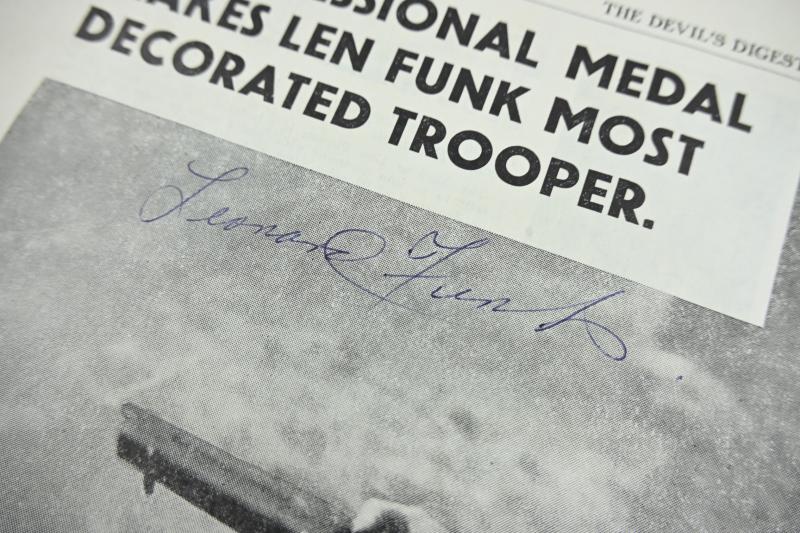 THE DEVIL'S DIGEST
SSIONAL MEDAL
AKES LEN FUNK MOST
DECORATED TROOPER.
Leonard Funk